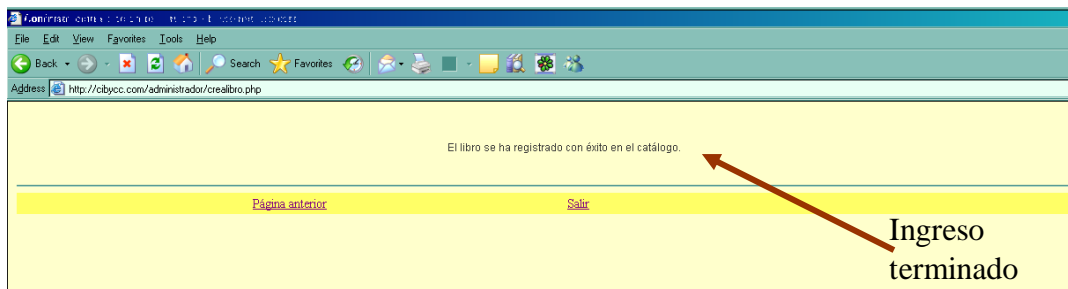 File Edit View Favorites Tools Help
Back Search Favorites
Address http://cibycc.com/administrador/crealibro.php
El libro se ha registrado con éxito en el catálogo.
Página anterior Salir
Ingreso
terminado